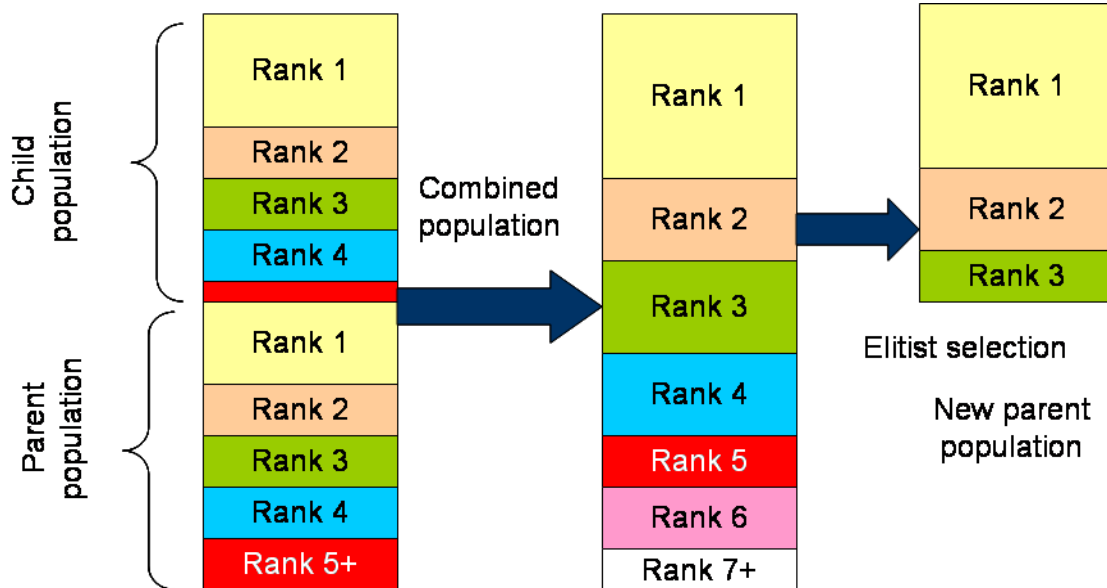 Child
population
Rank 1
Rank 2
Rank 3
Rank 4
Parent
population
Rank 1
Rank 2
Rank 3
Rank 4
Rank 5+
Combined
population
Rank 1
Rank 2
Rank 3
Rank 4
Rank 5
Rank 6
Rank 7+
Rank 1
Rank 2
Rank 3
Elitist selection
New parent
population